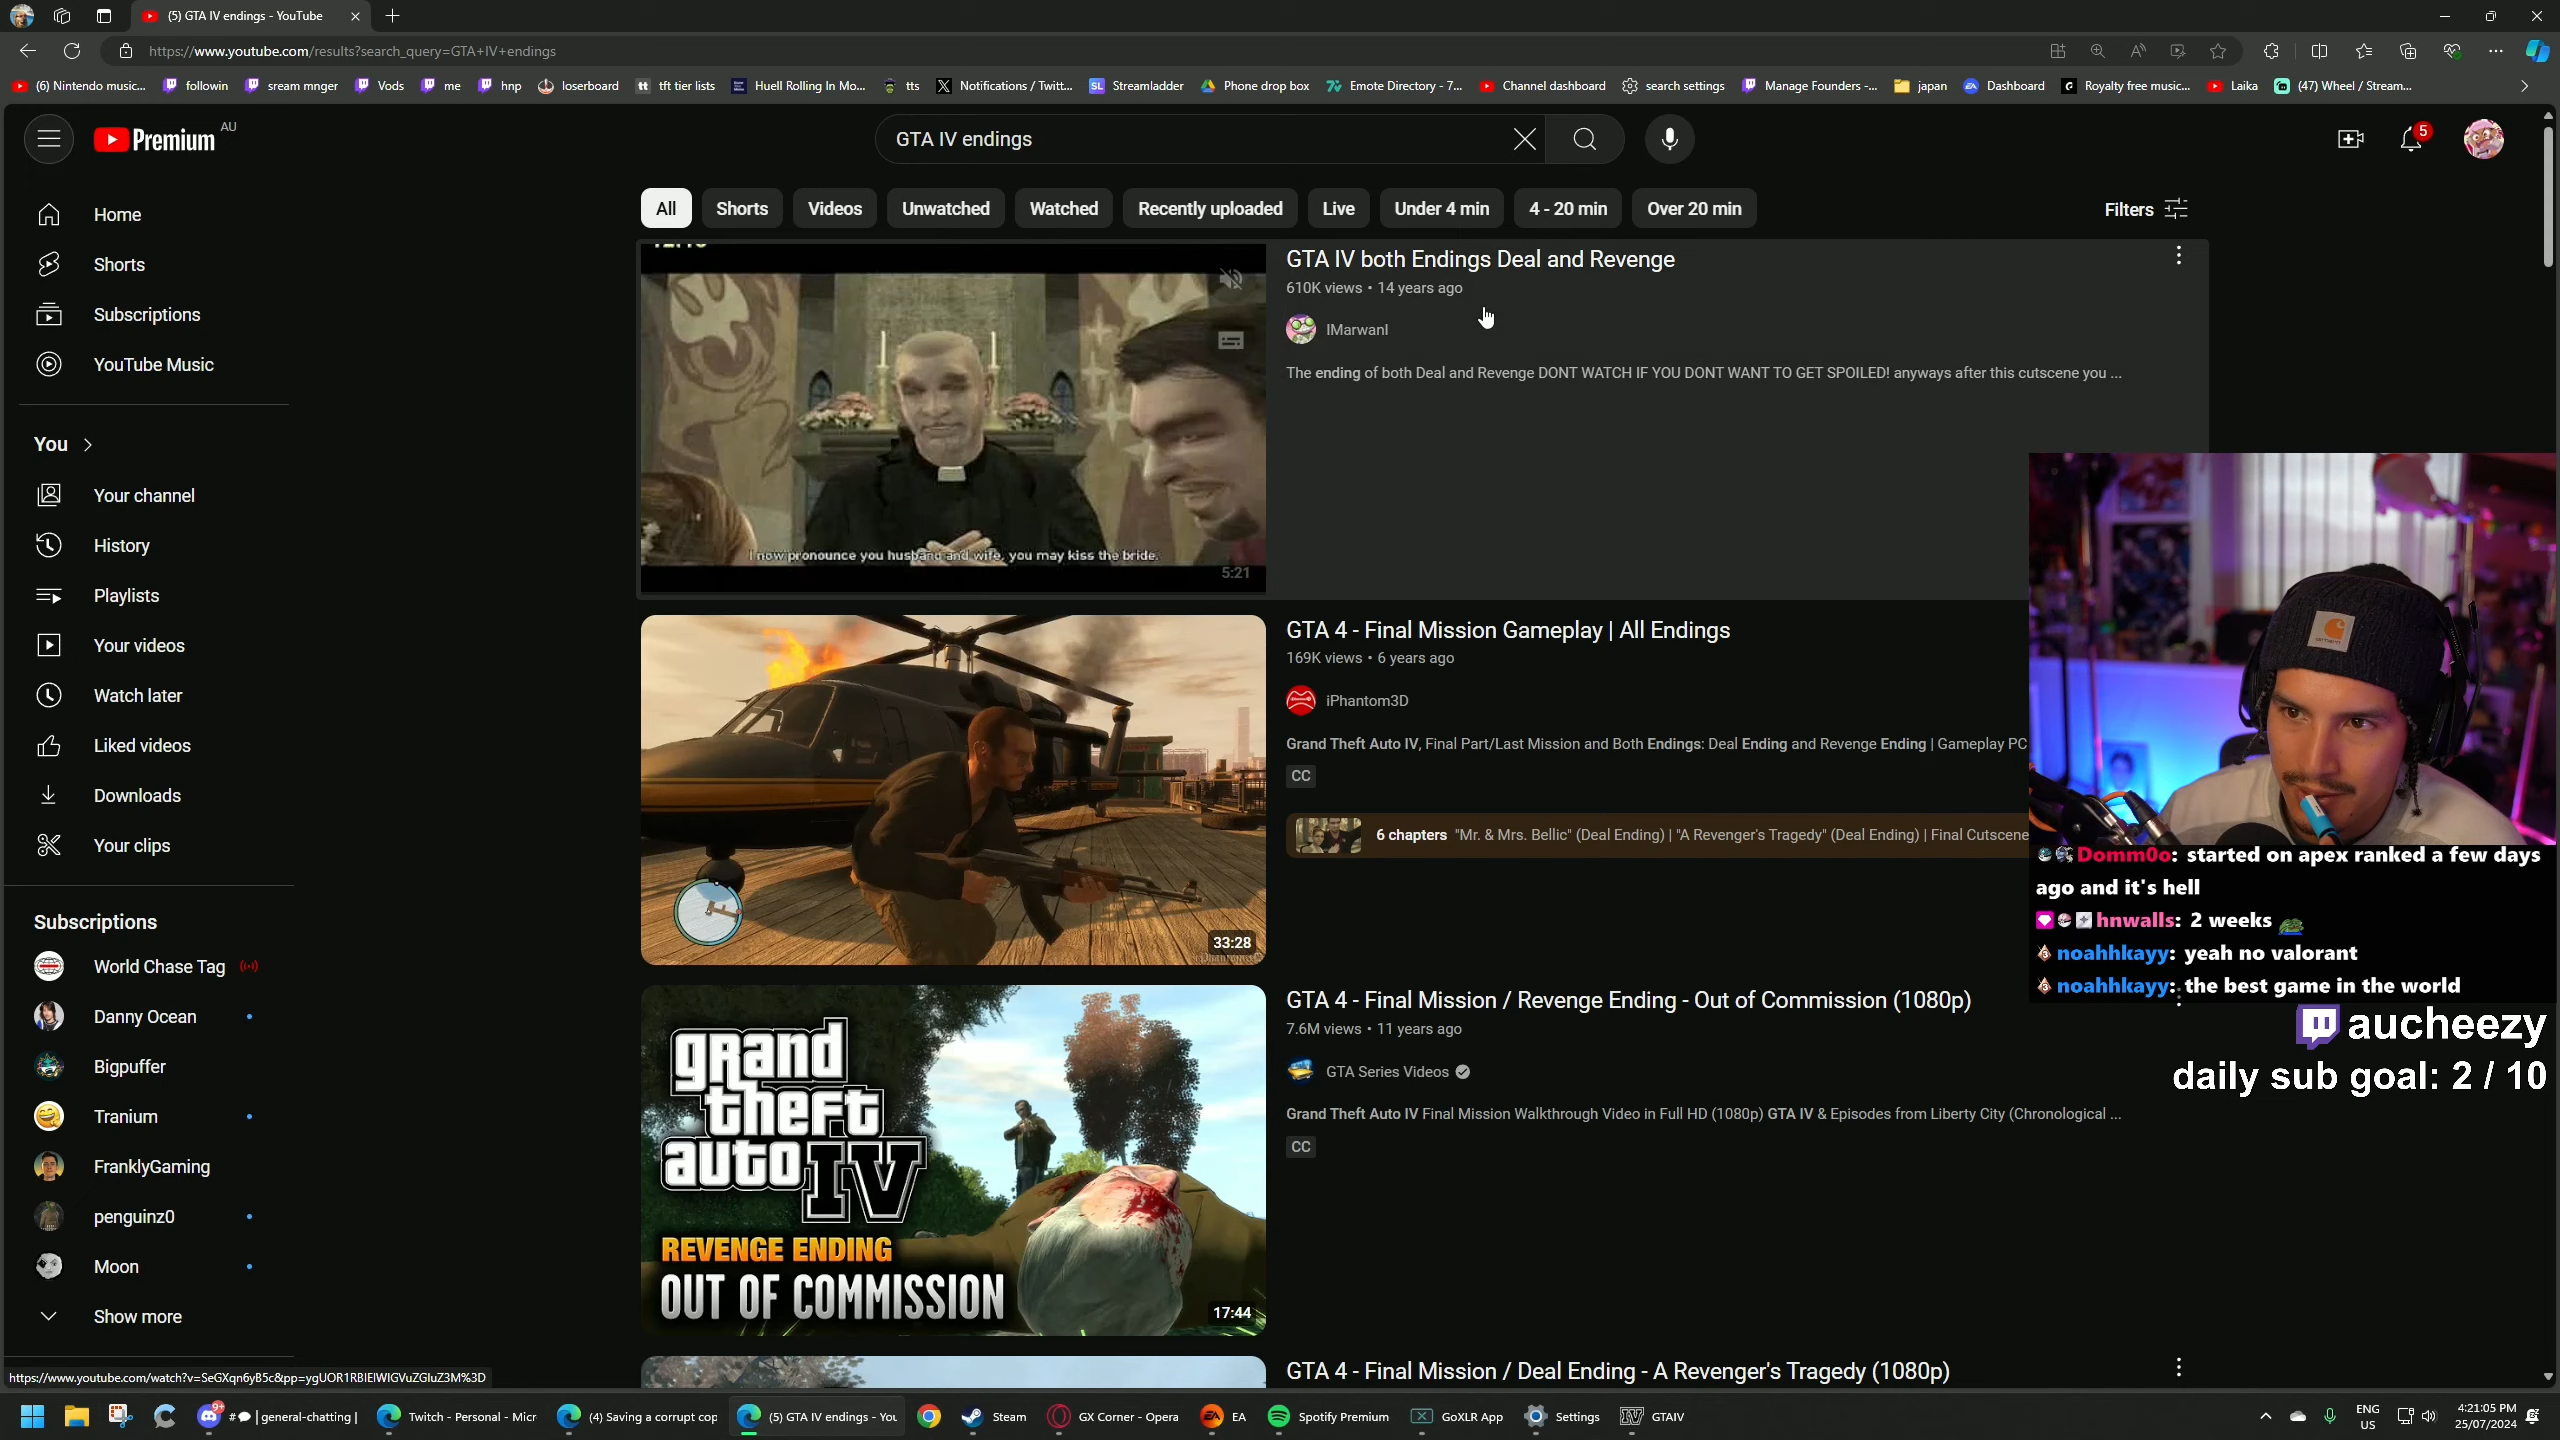 (5) GTA IV endings - YouTube
https://www.youtube.com/results?search_query=GTA+IV+endings
(6) Nintendo music...
followin
sream mnger
Vods
me
hnp
loserboard
tt
tft tier lists
Huell Rolling In Mo...
tts
Notifications / Twitt...
SL
Streamladder
Phone drop box
Emote Directory - 7...
Channel dashboard
search settings
Manage Founders -...
japan
Dashboard
Royalty free music...
Laika
(47) Wheel / Stream...
Premium
AU
GTA IV endings
5
All
Shorts
Videos
Unwatched
Watched
Recently uploaded
Live
Under 4 min
4 - 20 min
Over 20 min
Filters
Home
Shorts
Subscriptions
YouTube Music
You
Your channel
History
Playlists
Your videos
Watch later
Liked videos
Downloads
Your clips
Subscriptions
World Chase Tag
Danny Ocean
Bigpuffer
Tranium
FranklyGaming
penguinz0
Moon
Show more
I now pronounce you husband and wife, you may kiss the bride.
5:21
GTA IV both Endings Deal and Revenge
610K views • 14 years ago
IMarwanI
The ending of both Deal and Revenge DONT WATCH IF YOU DONT WANT TO GET SPOILED! anyways after this cutscene you ...
33:28
GTA 4 - Final Mission Gameplay | All Endings
169K views • 6 years ago
iPhantom3D
Grand Theft Auto IV, Final Part/Last Mission and Both Endings: Deal Ending and Revenge Ending | Gameplay PC
CC
6 chapters "Mr. & Mrs. Bellic" (Deal Ending) | "A Revenger's Tragedy" (Deal Ending) | Final Cutscene
grand
theft
auto IV
REVENGE ENDING
OUT OF COMMISSION
17:44
GTA 4 - Final Mission / Revenge Ending - Out of Commission (1080p)
7.6M views • 11 years ago
GTA Series Videos
Grand Theft Auto IV Final Mission Walkthrough Video in Full HD (1080p) GTA IV & Episodes from Liberty City (Chronological ...
CC
GTA 4 - Final Mission / Deal Ending - A Revenger's Tragedy (1080p)
Domm0o: started on apex ranked a few days
ago and it's hell
hnwalls: 2 weeks
noahhkayy: yeah no valorant
noahhkayy: the best game in the world
aucheezy
daily sub goal: 2 / 10
https://www.youtube.com/watch?v=SeGXqn6yB5c&pp=ygUOR1RBIElWIGVuZGluZ3M%3D
9+
# | general-chatting |
Twitch - Personal - Micr
(4) Saving a corrupt cop
(5) GTA IV endings - You
Steam
GX Corner - Opera
EA
Spotify Premium
GoXLR App
Settings
IV
GTAIV
ENG
US
4:21:05 PM
25/07/2024